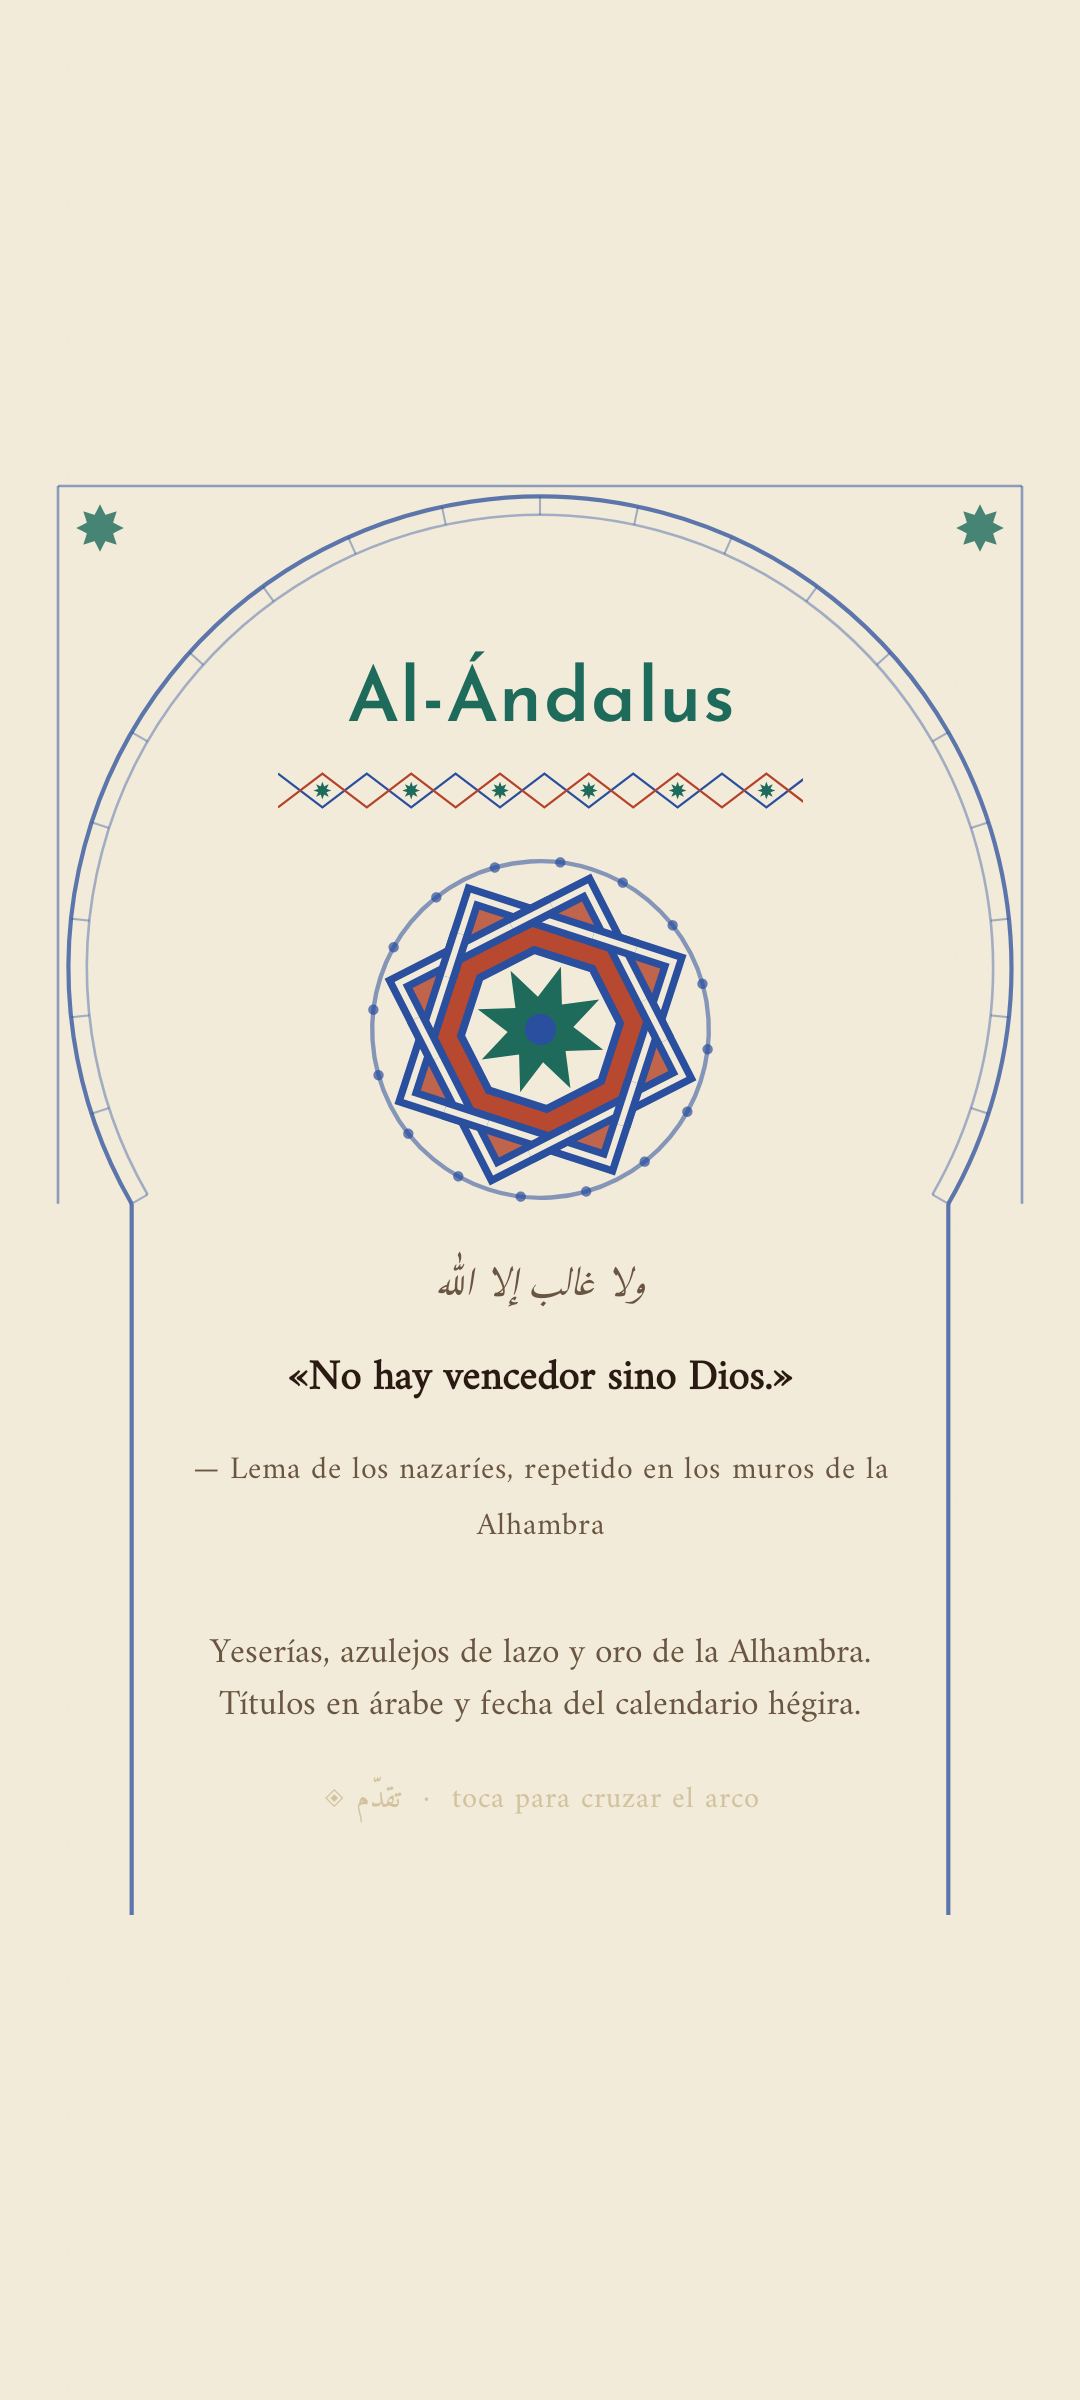 Al-Ándalus
ولا غالب إلا الله
«No hay vencedor sino Dios.»
— Lema de los nazaríes, repetido en los muros de la
Alhambra
Yeserías, azulejos de lazo y oro de la Alhambra.
Títulos en árabe y fecha del calendario hégira.
◈ تقدّم · toca para cruzar el arco